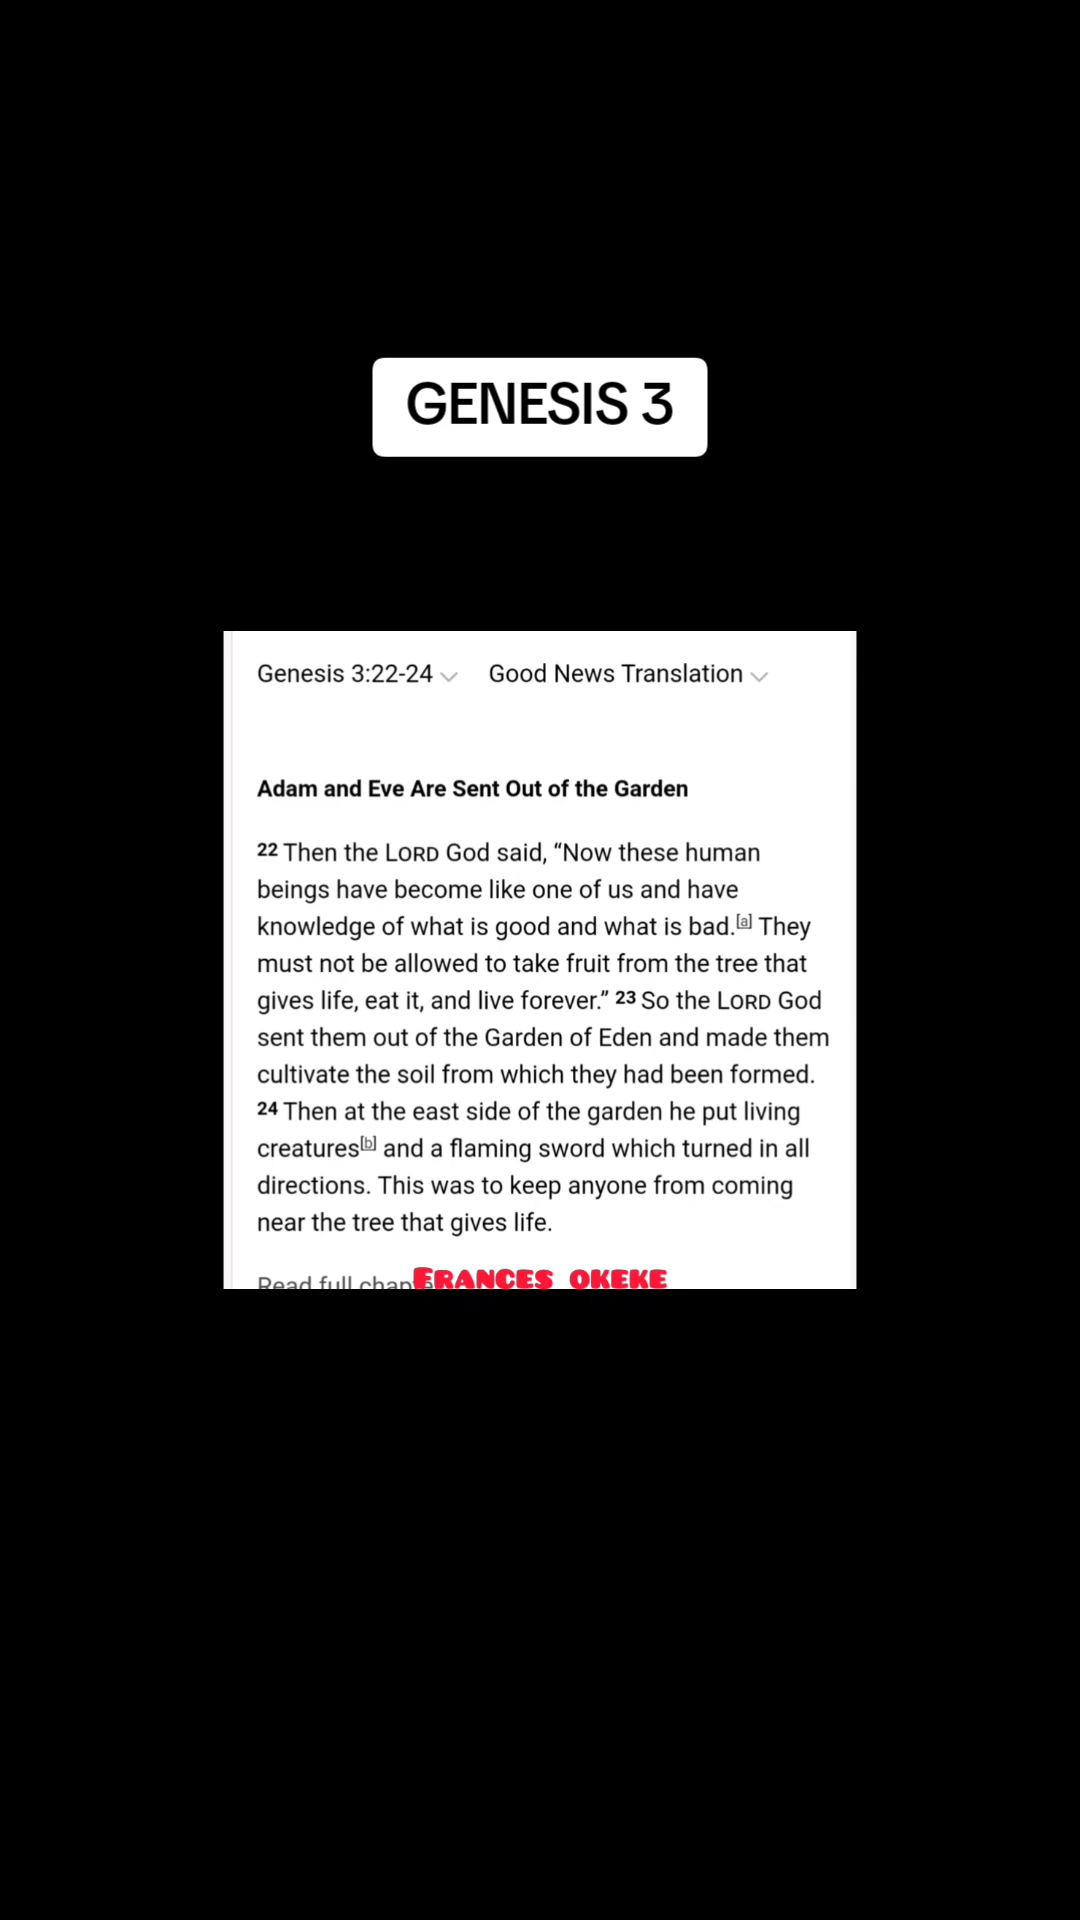 GENESIS 3
Genesis 3:22-24 Good News Translation
Adam and Eve Are Sent Out of the Garden
22 Then the LORD God said, “Now these human
beings have become like one of us and have
knowledge of what is good and what is bad.[a] They
must not be allowed to take fruit from the tree that
gives life, eat it, and live forever.” 23 So the LORD God
sent them out of the Garden of Eden and made them
cultivate the soil from which they had been formed.
24 Then at the east side of the garden he put living
creatures[b] and a flaming sword which turned in all
directions. This was to keep anyone from coming
near the tree that gives life.
Read full
FRANCES OKEKE